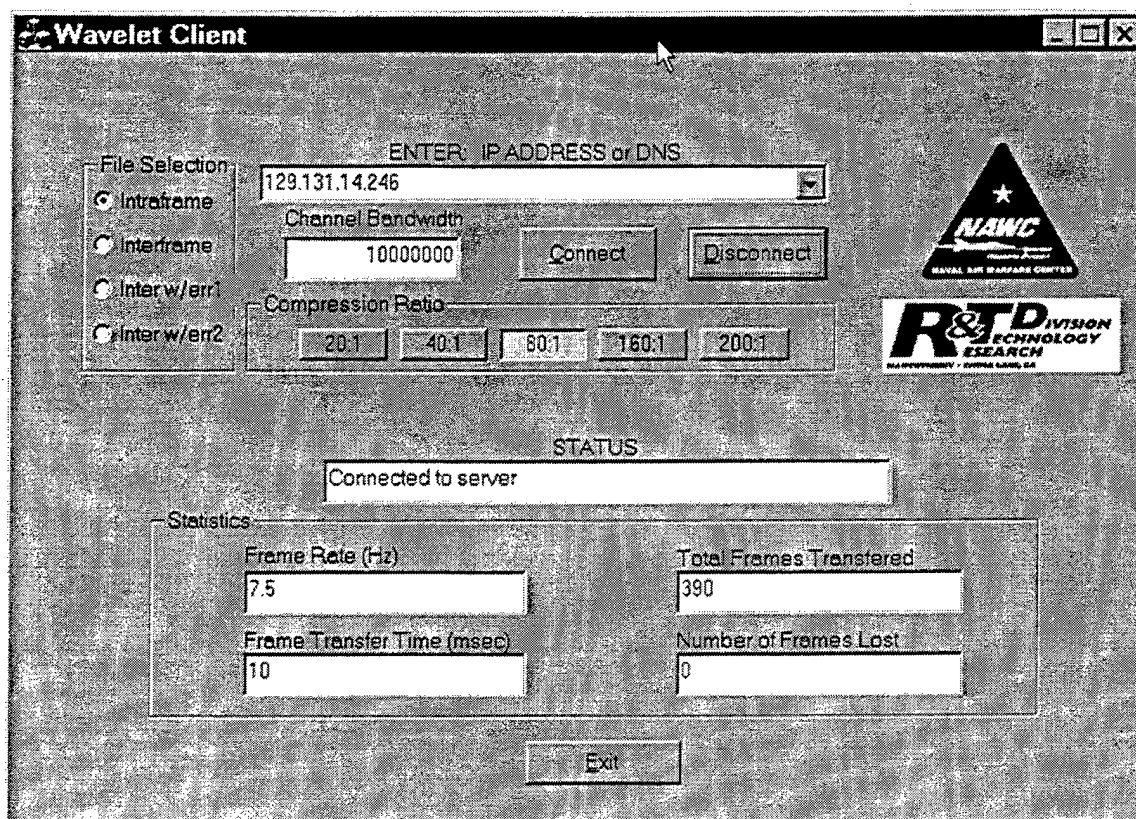 Wavelet Client
ENTER: IP ADDRESS or DNS
File Selection
129.131.14.246
Intraframe
Interframe
Inter w/err1
Inter w/err2
Channel Bandwidth
10000000
Connect
Disconnect
Compression Ratio
20:1 40:1 80:1 160:1 200:1
NAWC
NAVAL AIR WARFARE CENTER
R&T DIVISION
TECHNOLOGY
RESEARCH
STATUS
Connected to server
Statistics
Frame Rate (Hz)
7.5
Total Frames Transfered
390
Frame Transfer Time (msec)
10
Number of Frames Lost
0
Exit